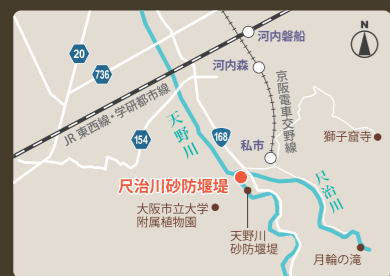 N
河内磐船
20
河内森
736
京阪電車交野線
JR 東西線・学研都市線
天野川
168
154
獅子窟寺
私市
尺治川
尺治川砂防堰堤
大阪市立大学
附属植物園
天野川
砂防堰堤
月輪の滝